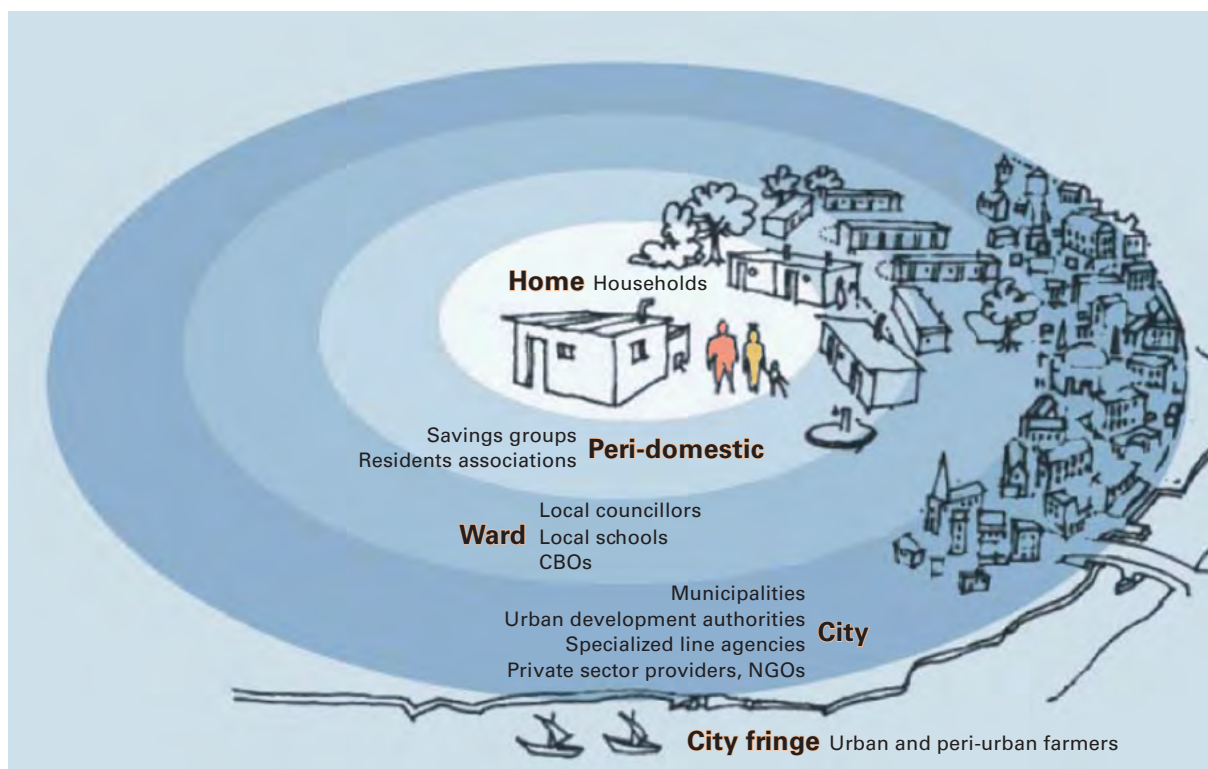 Home Households
Savings groups
Residents associations
Peri-domestic
Ward
Local councillors
Local schools
CBOs
Municipalities
Urban development authorities
Specialized line agencies
Private sector providers, NGOs
City
City fringe Urban and peri-urban farmers